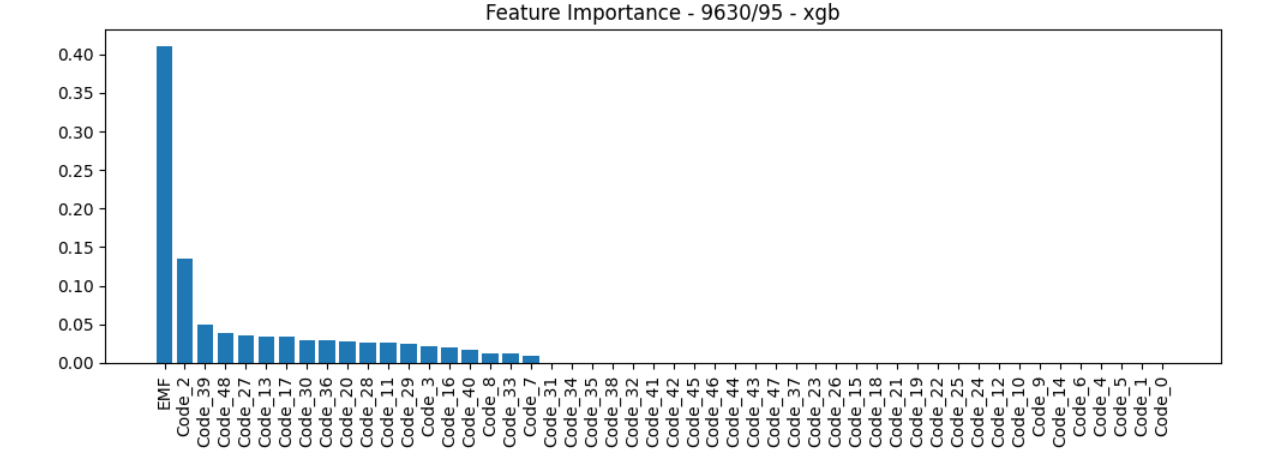 Feature Importance - 9630/95 - xgb
0.40
0.35
0.30
0.25
0.20
0.15
0.10
0.05
0.00
EMF
Code_2
Code_39
Code_48
Code_27
Code_13
Code_17
Code_30
Code_36
Code_20
Code_28
Code_11
Code_29
Code_3
Code_16
Code_40
Code_8
Code_33
Code_7
Code_31
Code_34
Code_35
Code_38
Code_32
Code_41
Code_42
Code_45
Code_46
Code_44
Code_43
Code_47
Code_37
Code_23
Code_26
Code_15
Code_18
Code_21
Code_19
Code_22
Code_25
Code_24
Code_12
Code_10
Code_9
Code_14
Code_6
Code_4
Code_5
Code_1
Code_0